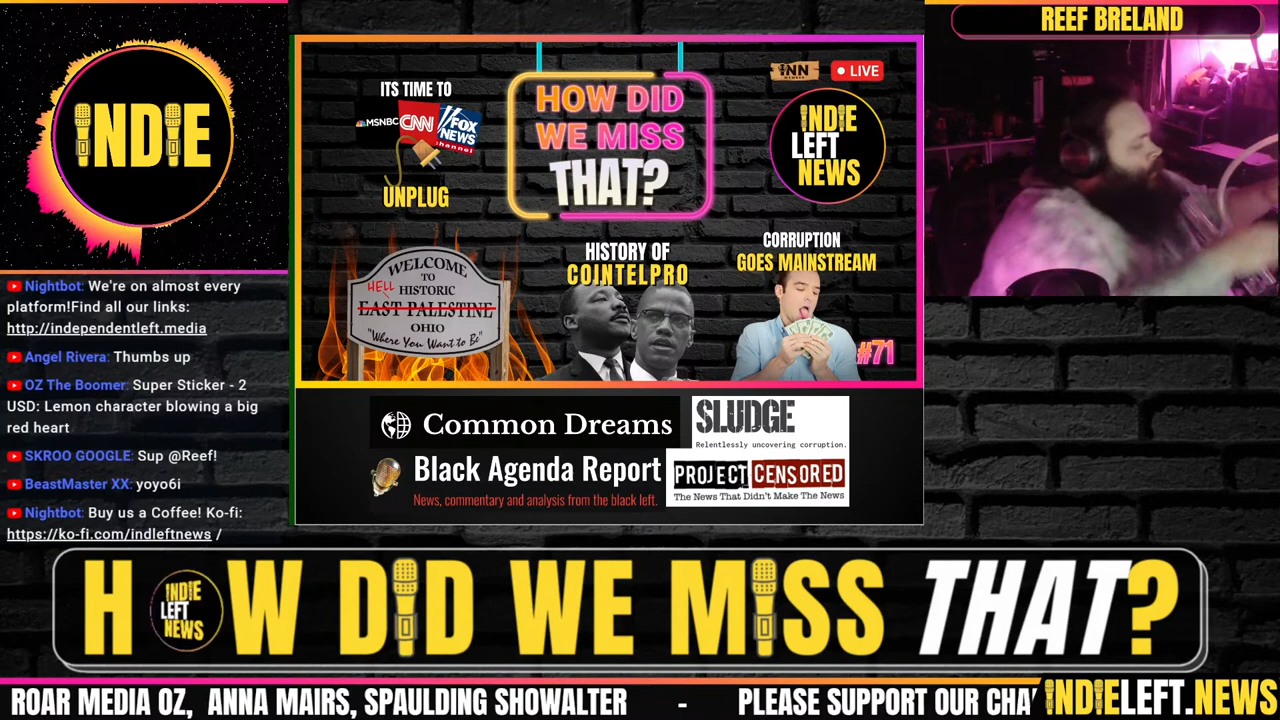 INDIE
Nightbot: We're on almost every
platform!Find all our links:
http://independentleft.media
Angel Rivera: Thumbs up
OZ The Boomer: Super Sticker - 2
USD: Lemon character blowing a big
red heart
SKROO GOOGLE: Sup @Reef!
BeastMaster XX: yoyo6i
Nightbot: Buy us a Coffee! Ko-fi:
https://ko-fi.com/indleftnews /
ITS TIME TO
MSNBC CNN FOX
NEWS
channel
UNPLUG
HOW DID
WE MISS
THAT?
INN
LIVE
INDIE
LEFT
NEWS
WELCOME
TO
HELL HISTORIC
EAST PALESTINE
OHIO
"Where You Want to Be"
HISTORY OF
COINTELPRO
CORRUPTION
GOES MAINSTREAM
#71
Common Dreams
SLUDGE
Relentlessly uncovering corruption.
Black Agenda Report
News, commentary and analysis from the black left.
PROJECT CENSORED
The News That Didn't Make The News
REEF BRELAND
HOW DID WE MISS THAT?
INDIE
LEFT
NEWS
ROAR MEDIA OZ, ANNA MAIRS, SPAULDING SHOWALTER - PLEASE SUPPORT OUR CHA
INDIELEFT.NEWS